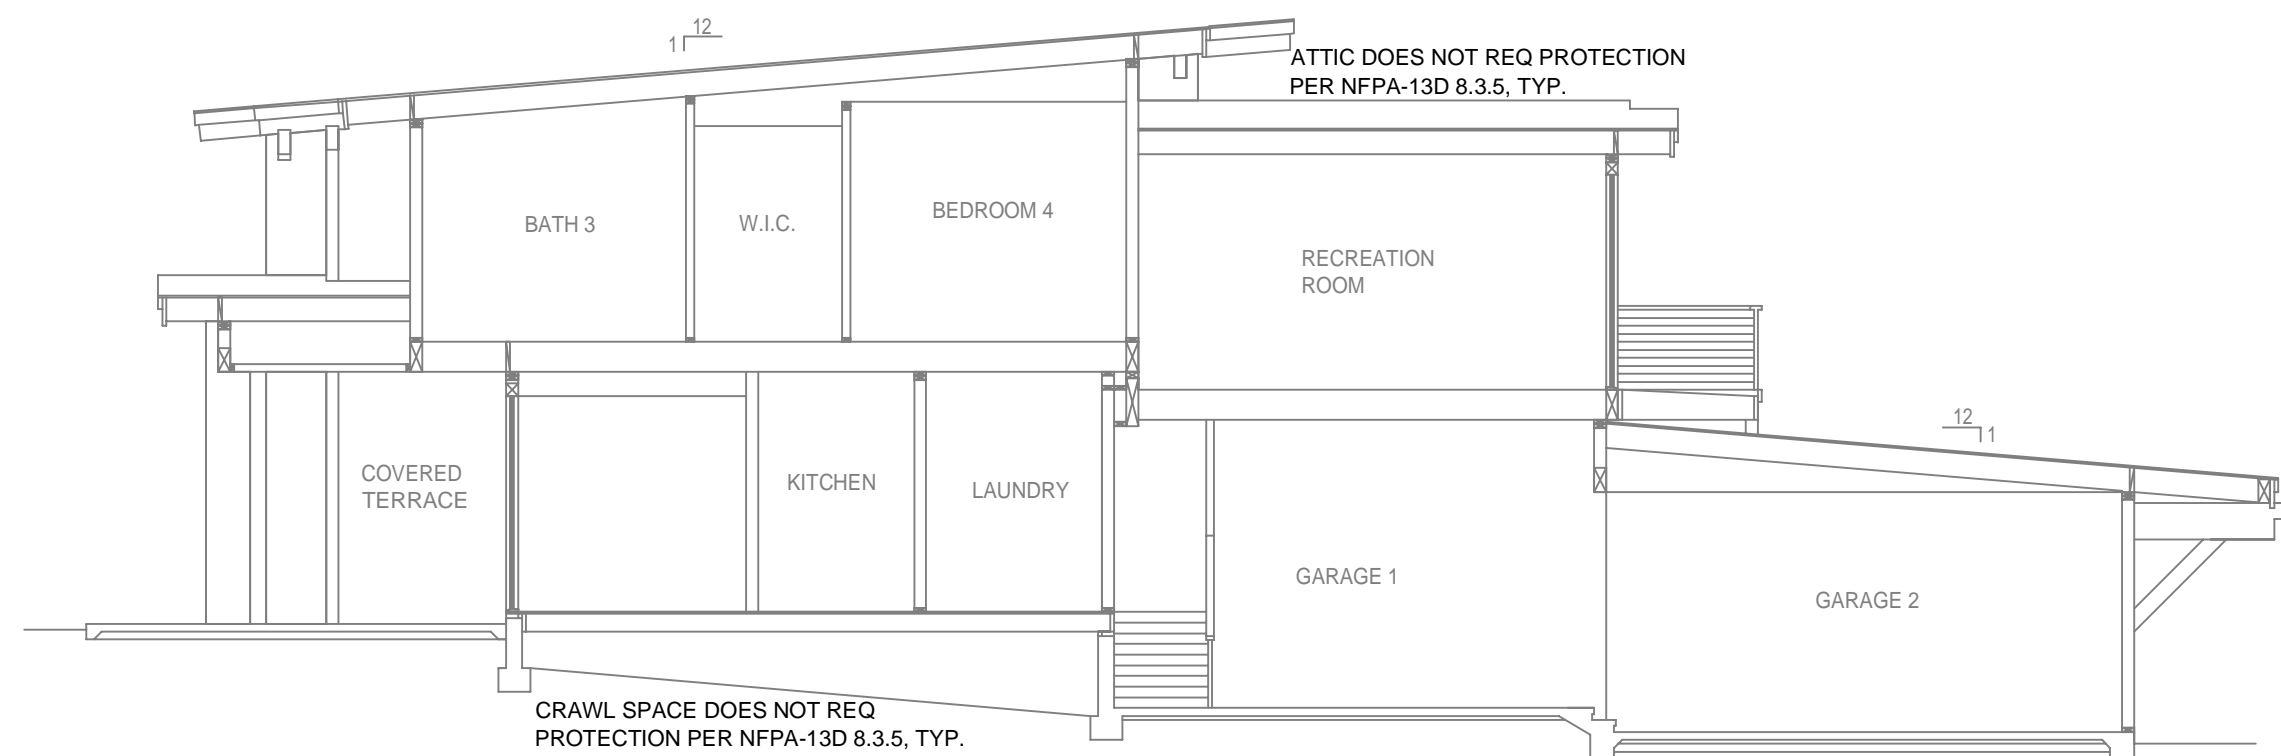 12
1
ATTIC DOES NOT REQ PROTECTION
PER NFPA-13D 8.3.5, TYP.
BATH 3
W.I.C.
BEDROOM 4
RECREATION
ROOM
12
1
COVERED
TERRACE
KITCHEN
LAUNDRY
GARAGE 1
GARAGE 2
CRAWL SPACE DOES NOT REQ
PROTECTION PER NFPA-13D 8.3.5, TYP.